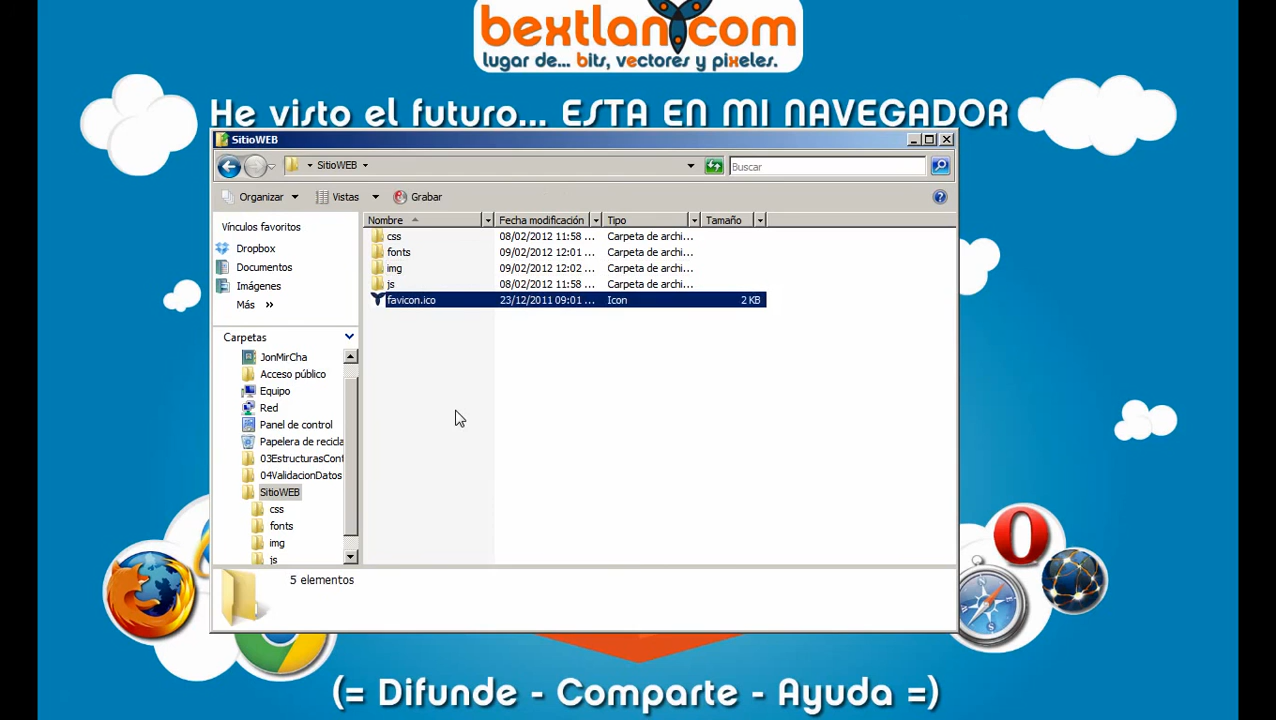 bextlan.com
lugar de... bits, vectores y pixeles.
He visto el futuro... ESTA EN MI NAVEGADOR
SitioWEB
SitioWEB
Buscar
Organizar
Vistas
Grabar
Vínculos favoritos
Dropbox
Documentos
Imágenes
Más »
Carpetas
JonMirCha
Acceso público
Equipo
Red
Panel de control
Papelera de recicla
03EstructurasCont
04ValidacionDatos
SitioWEB
css
fonts
img
js
Nombre Fecha modificación Tipo Tamaño
css 08/02/2012 11:58 ... Carpeta de archi...
fonts 09/02/2012 12:01 ... Carpeta de archi...
img 09/02/2012 12:02 ... Carpeta de archi...
js 08/02/2012 11:58 ... Carpeta de archi...
favicon.ico 23/12/2011 09:01 ... Icon 2 KB
5 elementos
(= Difunde - Comparte - Ayuda =)